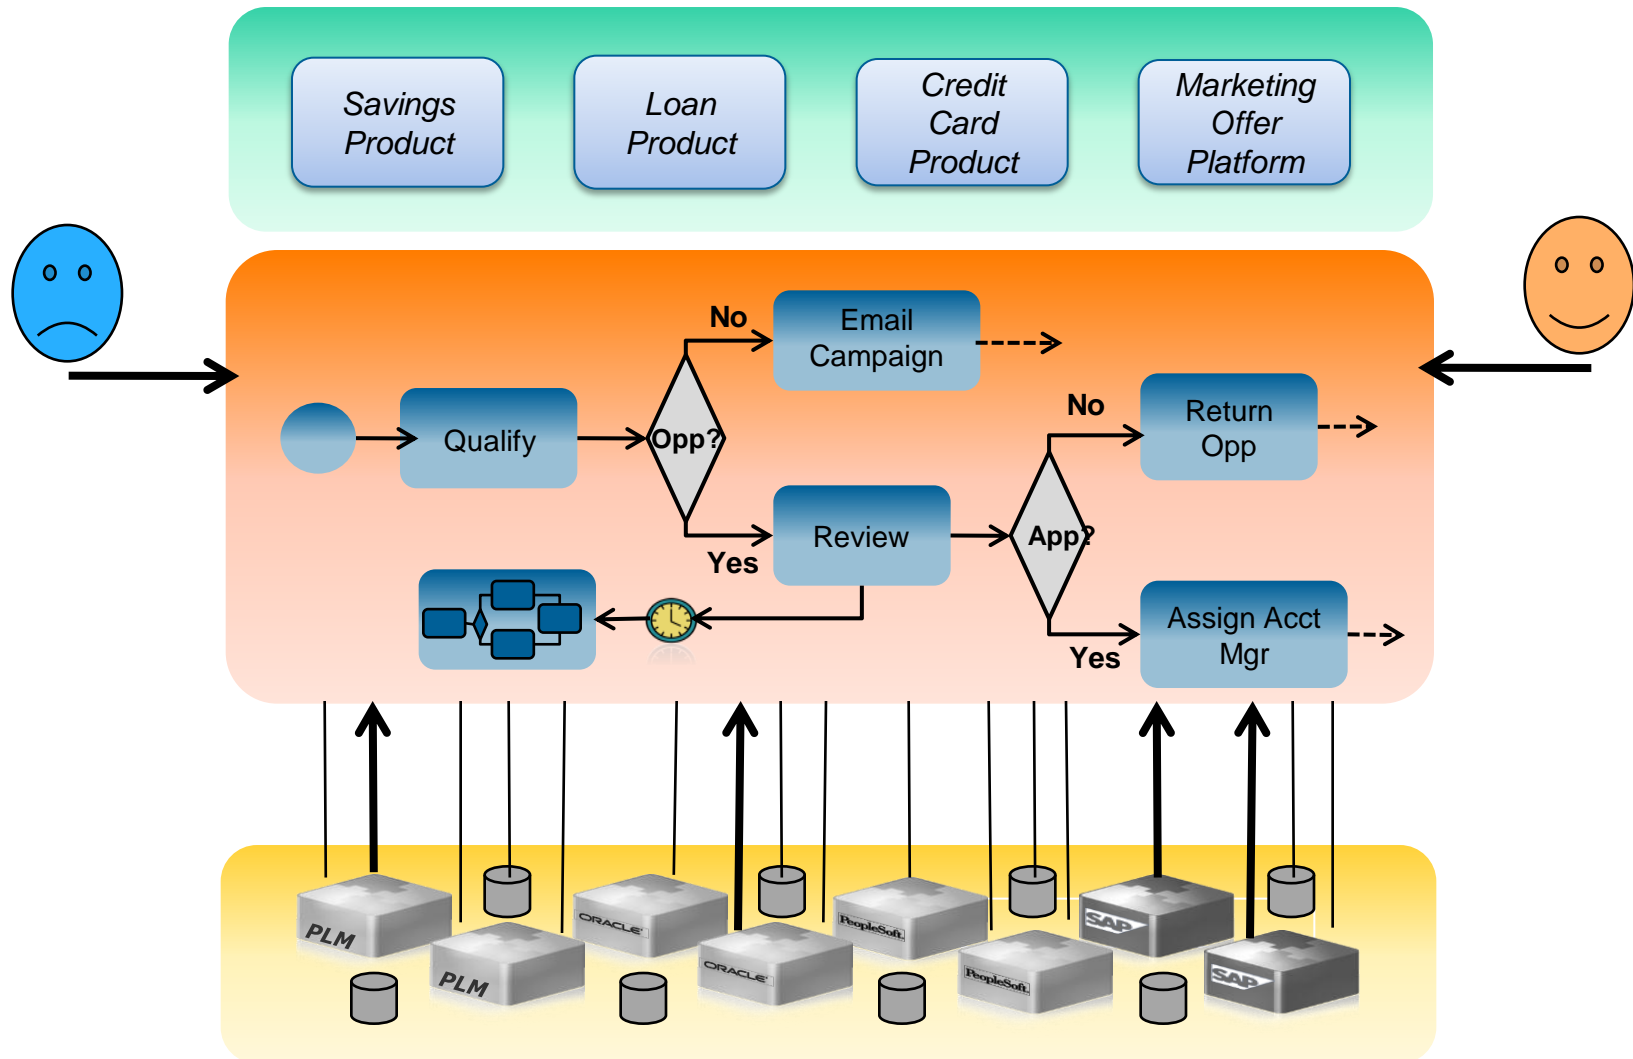 Savings
Product
Loan
Product
Credit
Card
Product
Marketing
Offer
Platform
No
Email
Campaign
Qualify
Opp?
Yes
Review
No
Return
Opp
App?
Yes
Assign Acct
Mgr
PLM
ORACLE
PeopleSoft.
SAP
PLM
ORACLE
PeopleSoft.
SAP